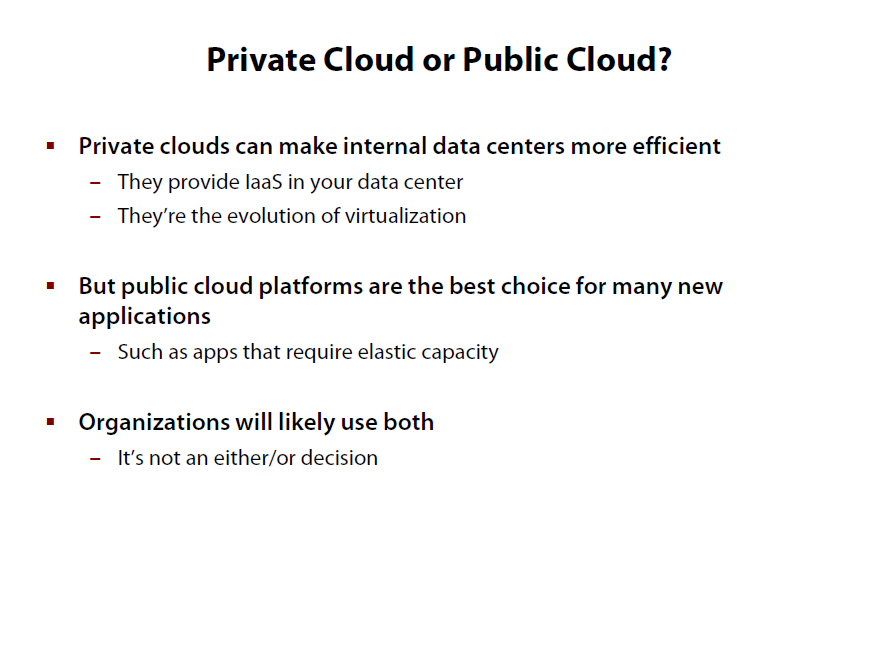 Private Cloud or Public Cloud?
▪ Private clouds can make internal data centers more efficient
– They provide IaaS in your data center
– They’re the evolution of virtualization
▪ But public cloud platforms are the best choice for many new
applications
– Such as apps that require elastic capacity
▪ Organizations will likely use both
– It’s not an either/or decision